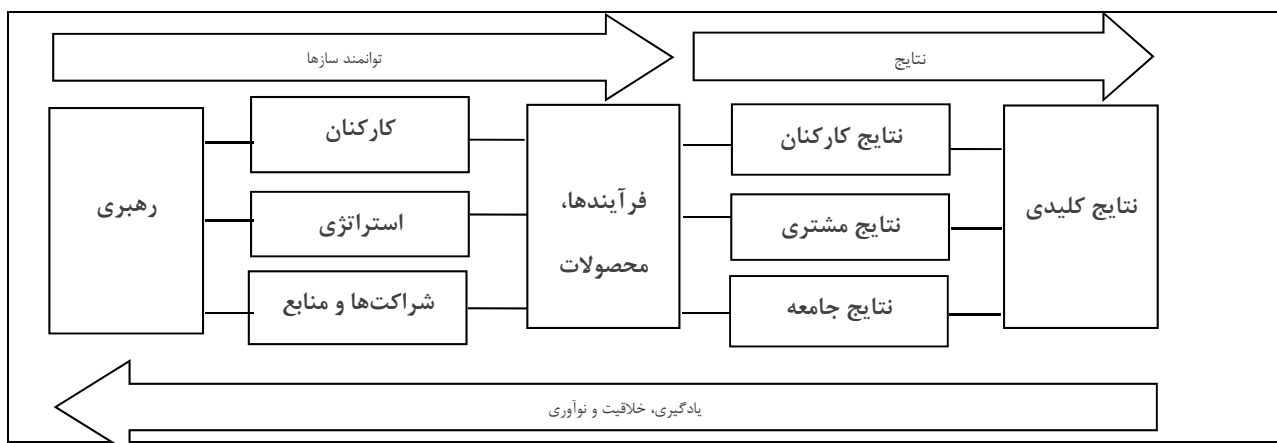 توانمند سازها
نتایج
رهبری
کارکنان
استراتژی
شراکت‌ها و منابع
فرآیندها،
محصولات
نتایج کارکنان
نتایج مشتری
نتایج جامعه
نتایج کلیدی
یادگیری، خلاقیت و نوآوری